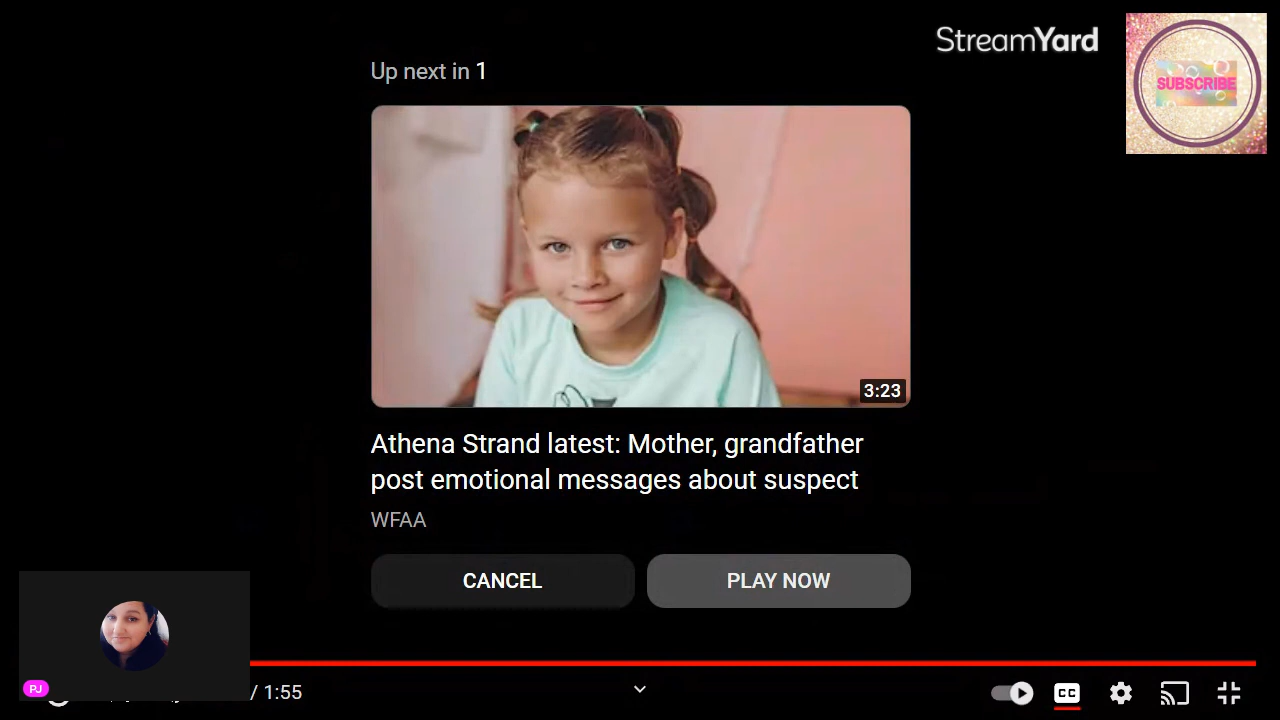 StreamYard
SUBSCRIBE
Up next in 1
3:23
Athena Strand latest: Mother, grandfather
post emotional messages about suspect
WFAA
CANCEL
PLAY NOW
PJ
/ 1:55
CC